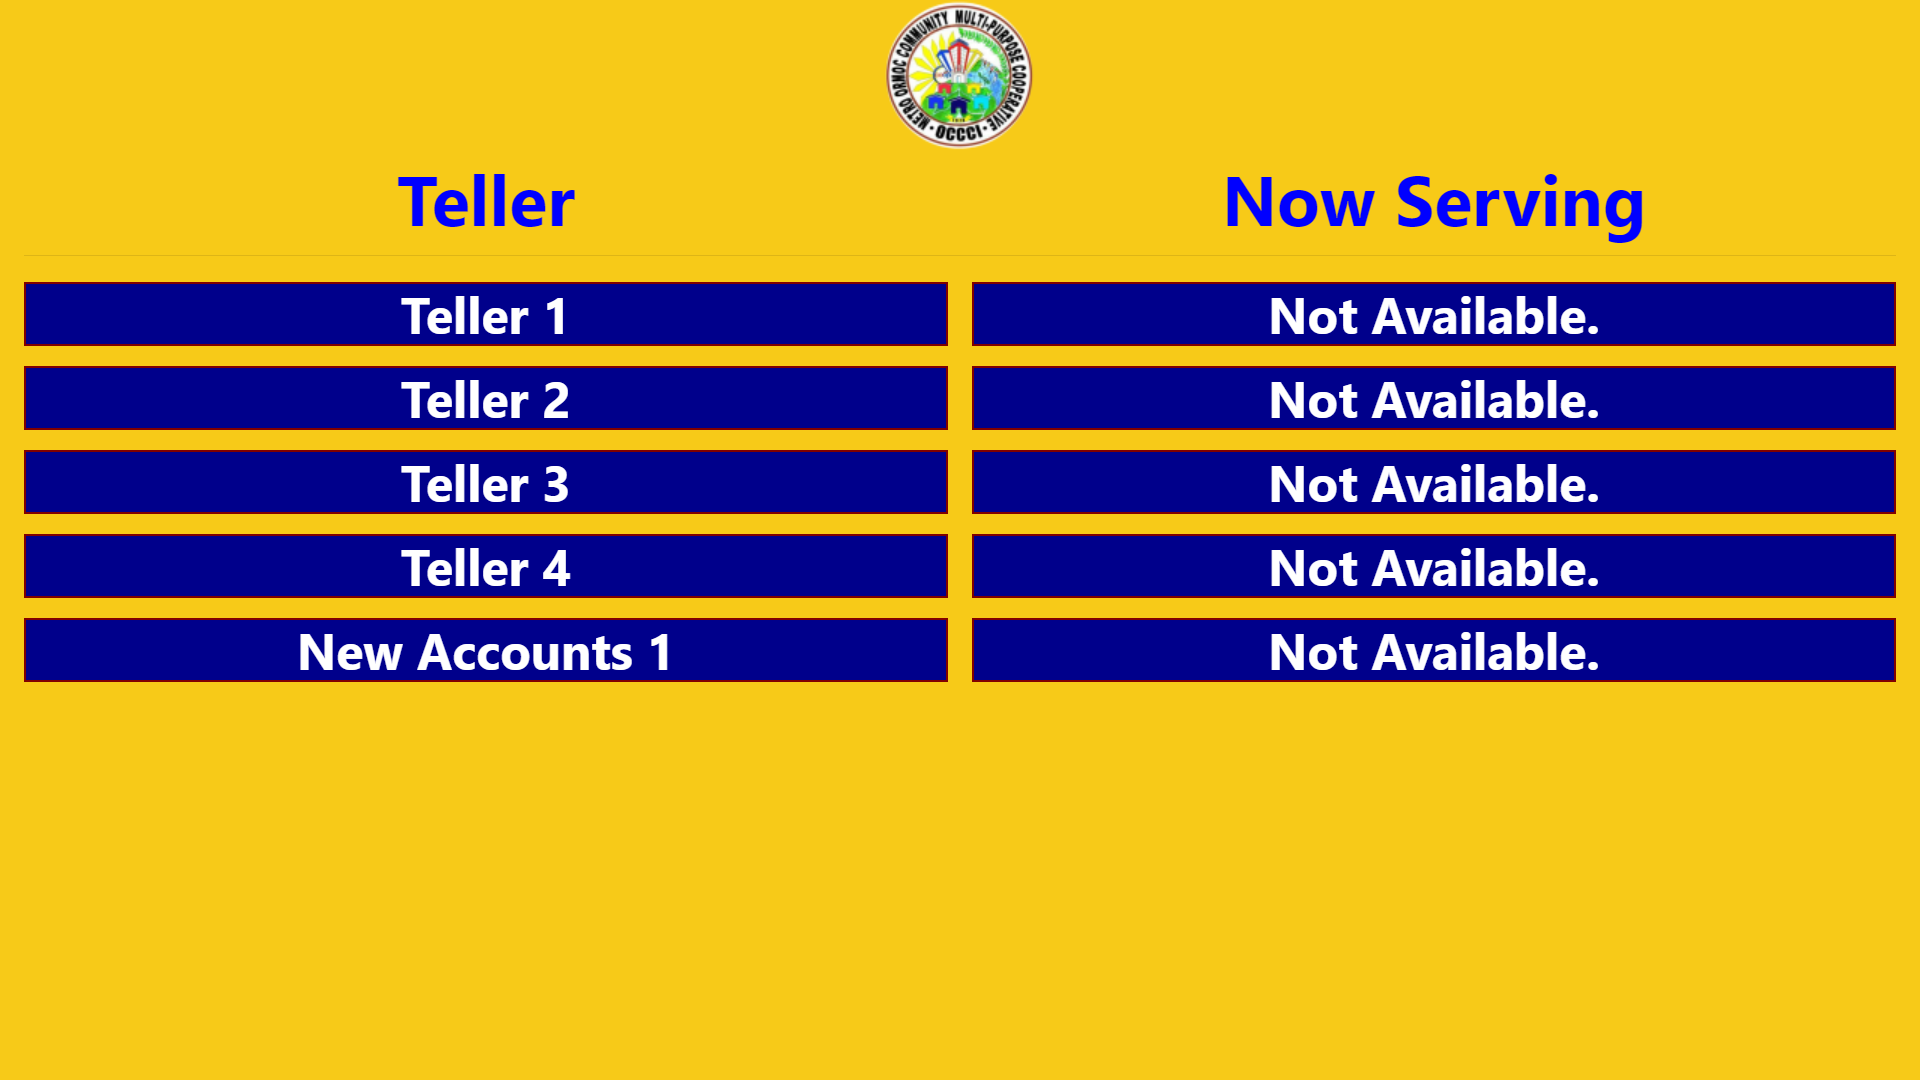 METRO ORMOC COMMUNITY MULTI-PURPOSE COOPERATIVE
• OCCCI •
Teller Now Serving
Teller 1 Not Available.
Teller 2 Not Available.
Teller 3 Not Available.
Teller 4 Not Available.
New Accounts 1 Not Available.